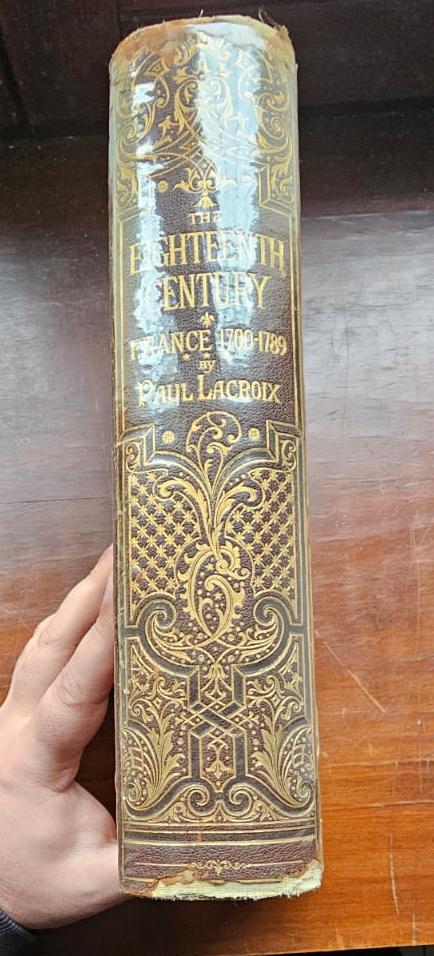 THE
EIGHTEENTH
CENTURY
FRANCE 1700-1789
BY
PAUL LACROIX